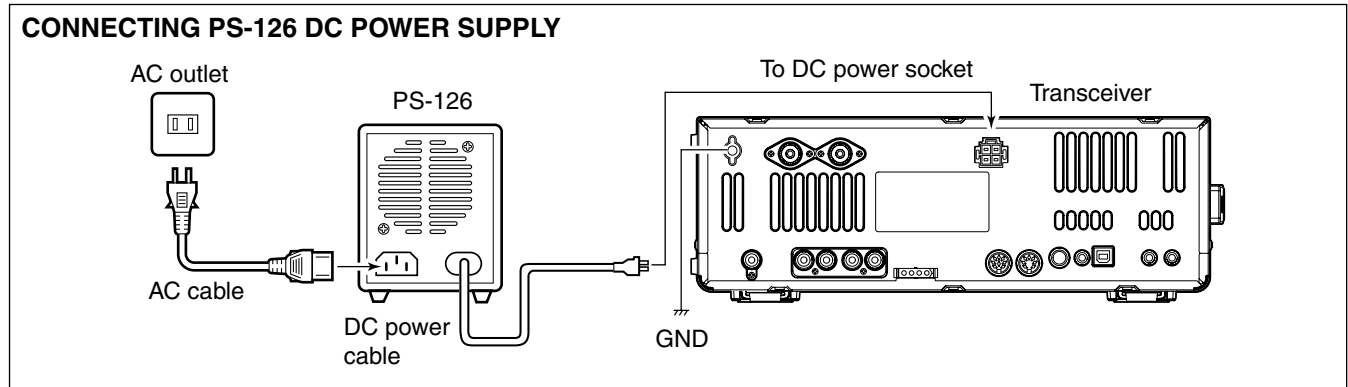 CONNECTING PS-126 DC POWER SUPPLY
AC outlet
PS-126
To DC power socket
Transceiver
AC cable
DC power
cable
GND